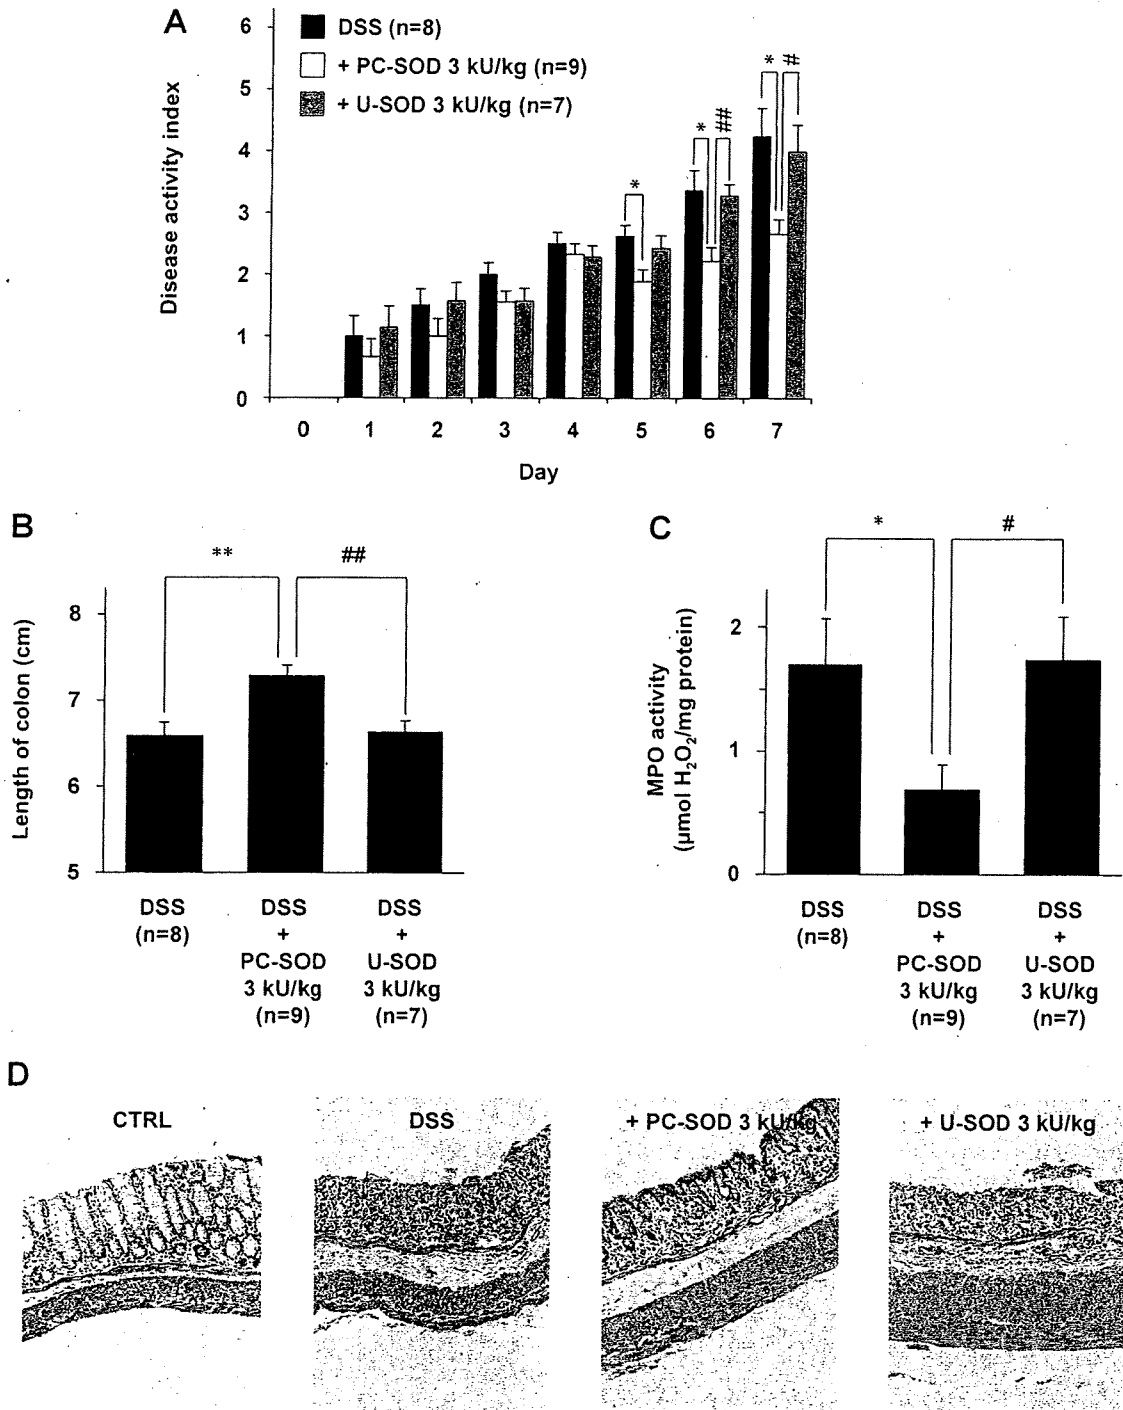 A
Disease activity index
6
5
4
3
2
1
0
DSS (n=8)
+ PC-SOD 3 kU/kg (n=9)
+ U-SOD 3 kU/kg (n=7)
*
*
##
*
#
0 1 2 3 4 5 6 7
Day
B
Length of colon (cm)
8
7
6
5
**
##
DSS
(n=8)
DSS
+
PC-SOD
3 kU/kg
(n=9)
DSS
+
U-SOD
3 kU/kg
(n=7)
C
MPO activity
(µmol H₂O₂/mg protein)
2
1
0
*
#
DSS
(n=8)
DSS
+
PC-SOD
3 kU/kg
(n=9)
DSS
+
U-SOD
3 kU/kg
(n=7)
D
CTRL
DSS
+ PC-SOD 3 kU/kg
+ U-SOD 3 kU/kg